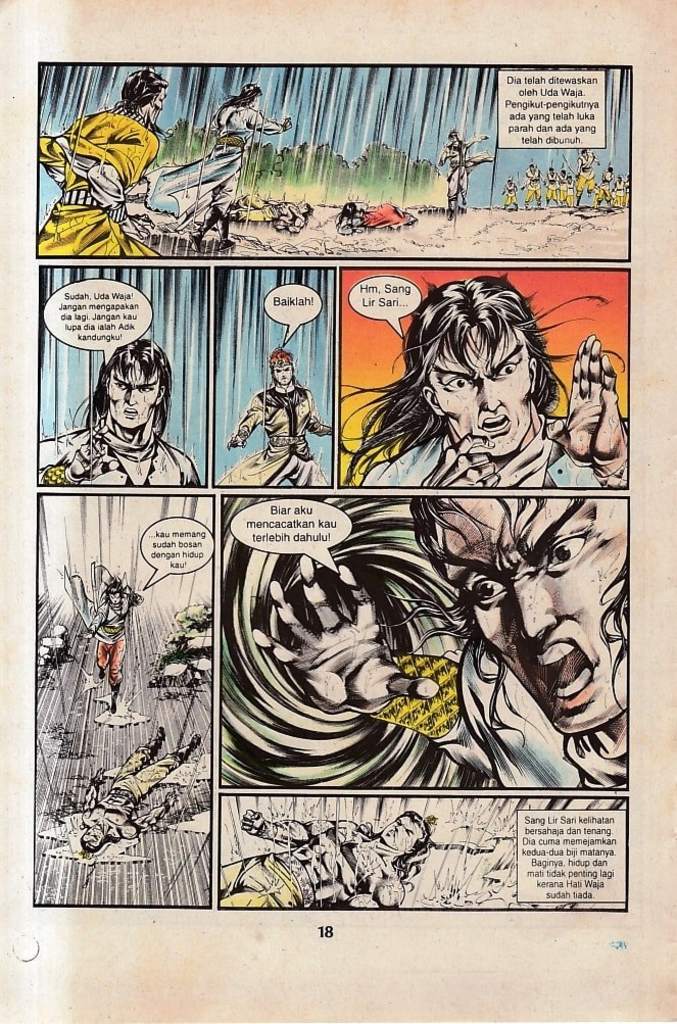 Dia telah ditewaskan
oleh Uda Waja.
Pengikut-pengikutnya
ada yang telah luka
parah dan ada yang
telah dibunuh.
Sudah, Uda Waja!
Jangan mengapakan
dia lagi. Jangan kau
lupa dia ialah Adik
kandungku!
Baiklah!
Hm, Sang
Lir Sari...
...kau memang
sudah bosan
dengan hidup
kau!
Biar aku
mencacatkan kau
terlebih dahulu!
Sang Lir Sari kelihatan
bersahaja dan tenang.
Dia cuma memejamkan
kedua-dua biji matanya.
Baginya, hidup dan
mati tidak penting lagi
kerana Hati Waja
sudah tiada.
18